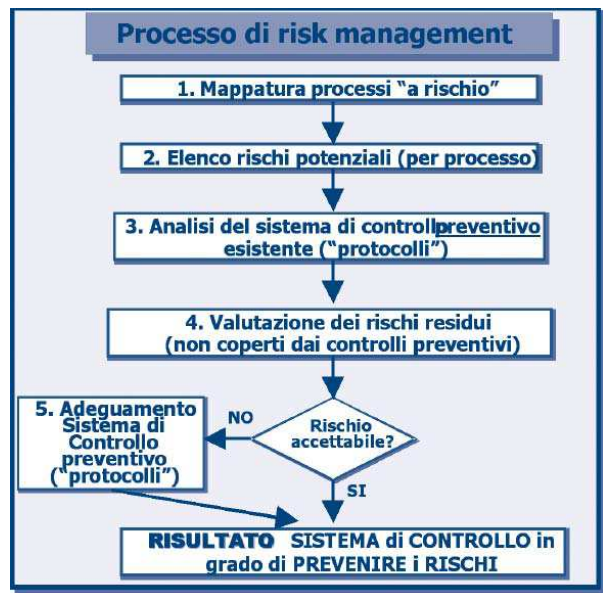 Processo di risk management
1. Mappatura processi “a rischio”
2. Elenco rischi potenziali (per processo)
3. Analisi del sistema di controllo preventivo
esistente (“protocolli”)
4. Valutazione dei rischi residui
(non coperti dai controlli preventivi)
Rischio
accettabile?
NO
5. Adeguamento
Sistema di
Controllo
preventivo
(“protocolli”)
SI
RISULTATO SISTEMA di CONTROLLO in
grado di PREVENIRE i RISCHI